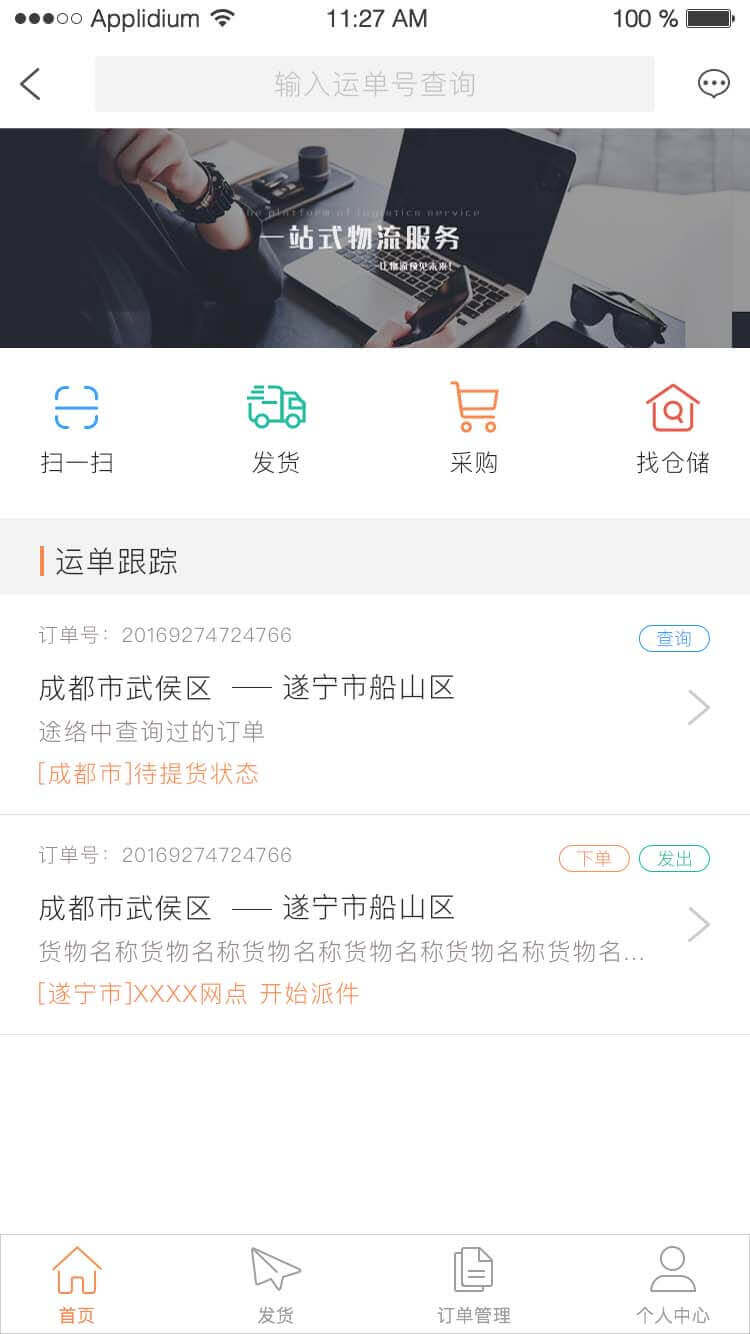 Applidium 11:27 AM 100 %
输入运单号查询
the platform of logistics service
一站式物流服务
扫一扫 发货 采购 找仓储
运单跟踪
订单号：20169274724766 查询
成都市武侯区 —— 遂宁市船山区
途络中查询过的订单
[成都市]待提货状态
订单号：20169274724766 下单 发出
成都市武侯区 —— 遂宁市船山区
货物名称货物名称货物名称货物名称货物名称货物名...
[遂宁市]XXXX网点 开始派件
首页 发货 订单管理 个人中心